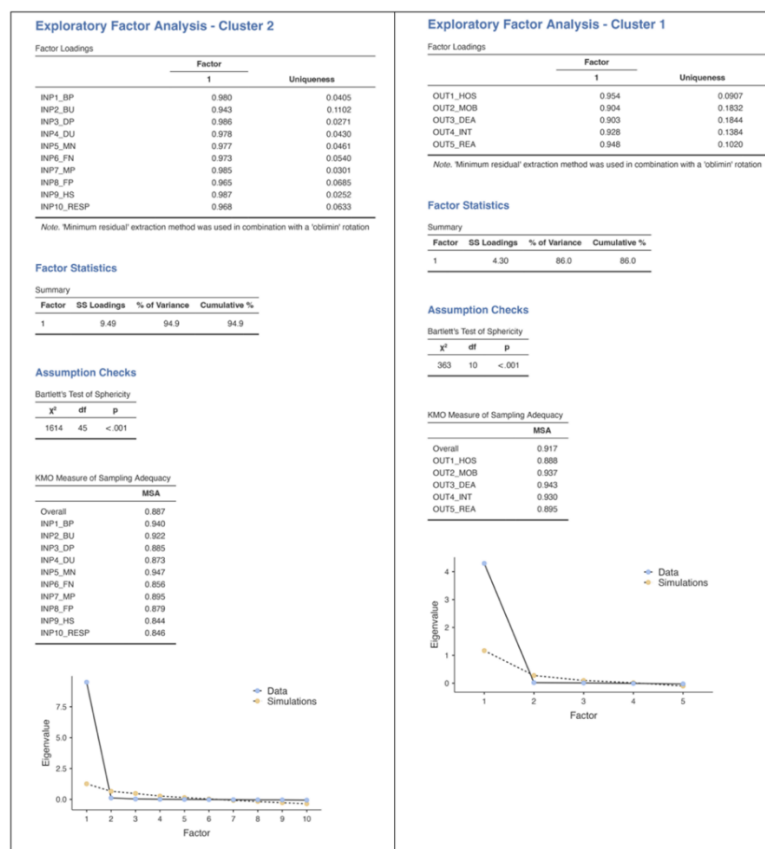 Exploratory Factor Analysis - Cluster 2
Factor Loadings
Factor
1 Uniqueness
INP1_BP 0.980 0.0405
INP2_BU 0.943 0.1102
INP3_DP 0.986 0.0271
INP4_DU 0.978 0.0430
INP5_MN 0.977 0.0461
INP6_FN 0.973 0.0540
INP7_MP 0.985 0.0301
INP8_FP 0.965 0.0685
INP9_HS 0.987 0.0252
INP10_RESP 0.968 0.0633
Note. 'Minimum residual' extraction method was used in combination with a 'oblimin' rotation
Factor Statistics
Summary
Factor SS Loadings % of Variance Cumulative %
1 9.49 94.9 94.9
Assumption Checks
Bartlett's Test of Sphericity
χ² df p
1614 45 <.001
KMO Measure of Sampling Adequacy
MSA
Overall 0.887
INP1_BP 0.940
INP2_BU 0.922
INP3_DP 0.885
INP4_DU 0.873
INP5_MN 0.947
INP6_FN 0.856
INP7_MP 0.895
INP8_FP 0.879
INP9_HS 0.844
INP10_RESP 0.846
Data
Simulations
7.5
5.0
2.5
0.0
Eigenvalue
1 2 3 4 5 6 7 8 9 10
Factor
Exploratory Factor Analysis - Cluster 1
Factor Loadings
Factor
1 Uniqueness
OUT1_HOS 0.954 0.0907
OUT2_MOB 0.904 0.1832
OUT3_DEA 0.903 0.1844
OUT4_INT 0.928 0.1384
OUT5_REA 0.948 0.1020
Note. 'Minimum residual' extraction method was used in combination with a 'oblimin' rotation
Factor Statistics
Summary
Factor SS Loadings % of Variance Cumulative %
1 4.30 86.0 86.0
Assumption Checks
Bartlett's Test of Sphericity
χ² df p
363 10 <.001
KMO Measure of Sampling Adequacy
MSA
Overall 0.917
OUT1_HOS 0.888
OUT2_MOB 0.937
OUT3_DEA 0.943
OUT4_INT 0.930
OUT5_REA 0.895
Data
Simulations
4
3
2
1
0
Eigenvalue
1 2 3 4 5
Factor